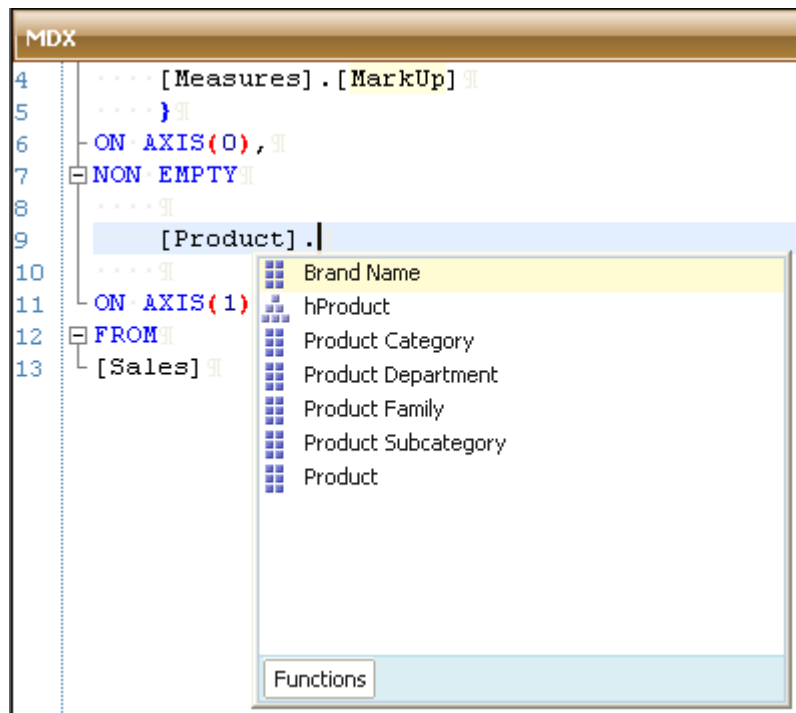 MDX
4 [Measures].[MarkUp]
5 }
6 ON AXIS(0),
7 NON EMPTY
8
9 [Product].
10
11 ON AXIS(1)
12 FROM
13 [Sales]
Brand Name
hProduct
Product Category
Product Department
Product Family
Product Subcategory
Product
Functions